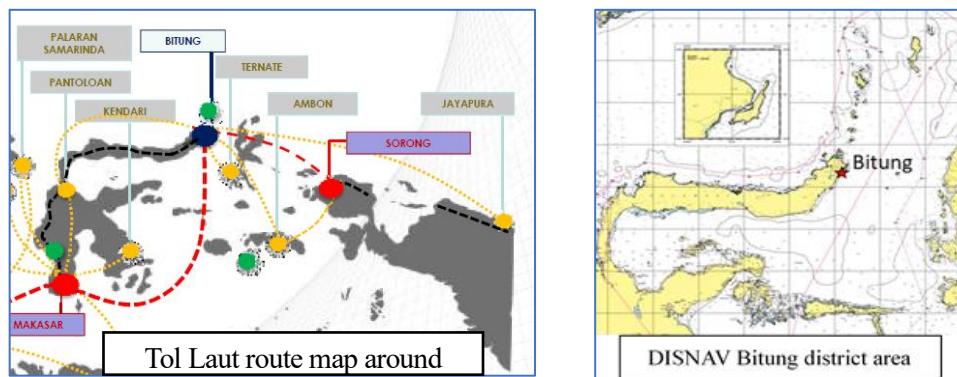 PALARAN
SAMARINDA
BITUNG
TERNATE
PANTOLOAN
KENDARI
AMBON
JAYAPURA
SORONG
MAKASAR
Tol Laut route map around
Bitung
DISNAV Bitung district area